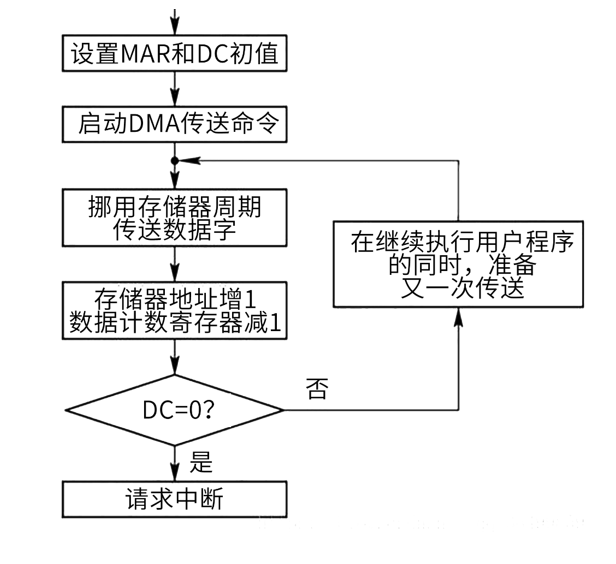 设置MAR和DC初值
启动DMA传送命令
挪用存储器周期
传送数据字
存储器地址增1
数据计数寄存器减1
DC=0?
是
请求中断
否
在继续执行用户程序
的同时，准备
又一次传送